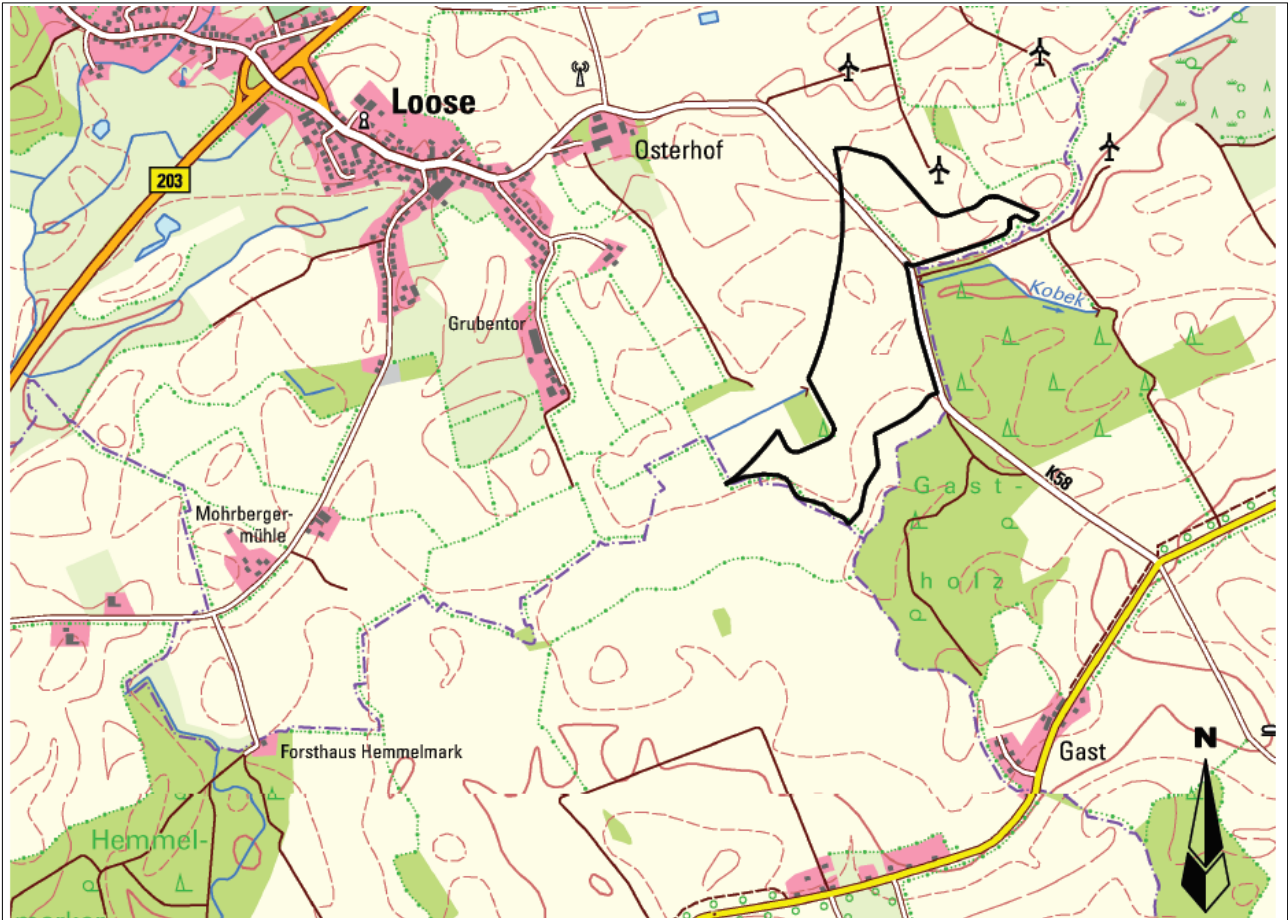 Loose
Osterhof
203
Kobek
Grubentor
K58
Gast-
holz
Mohrberger-
mühle
Forsthaus Hemmelmark
Gast
N
Hemmel-